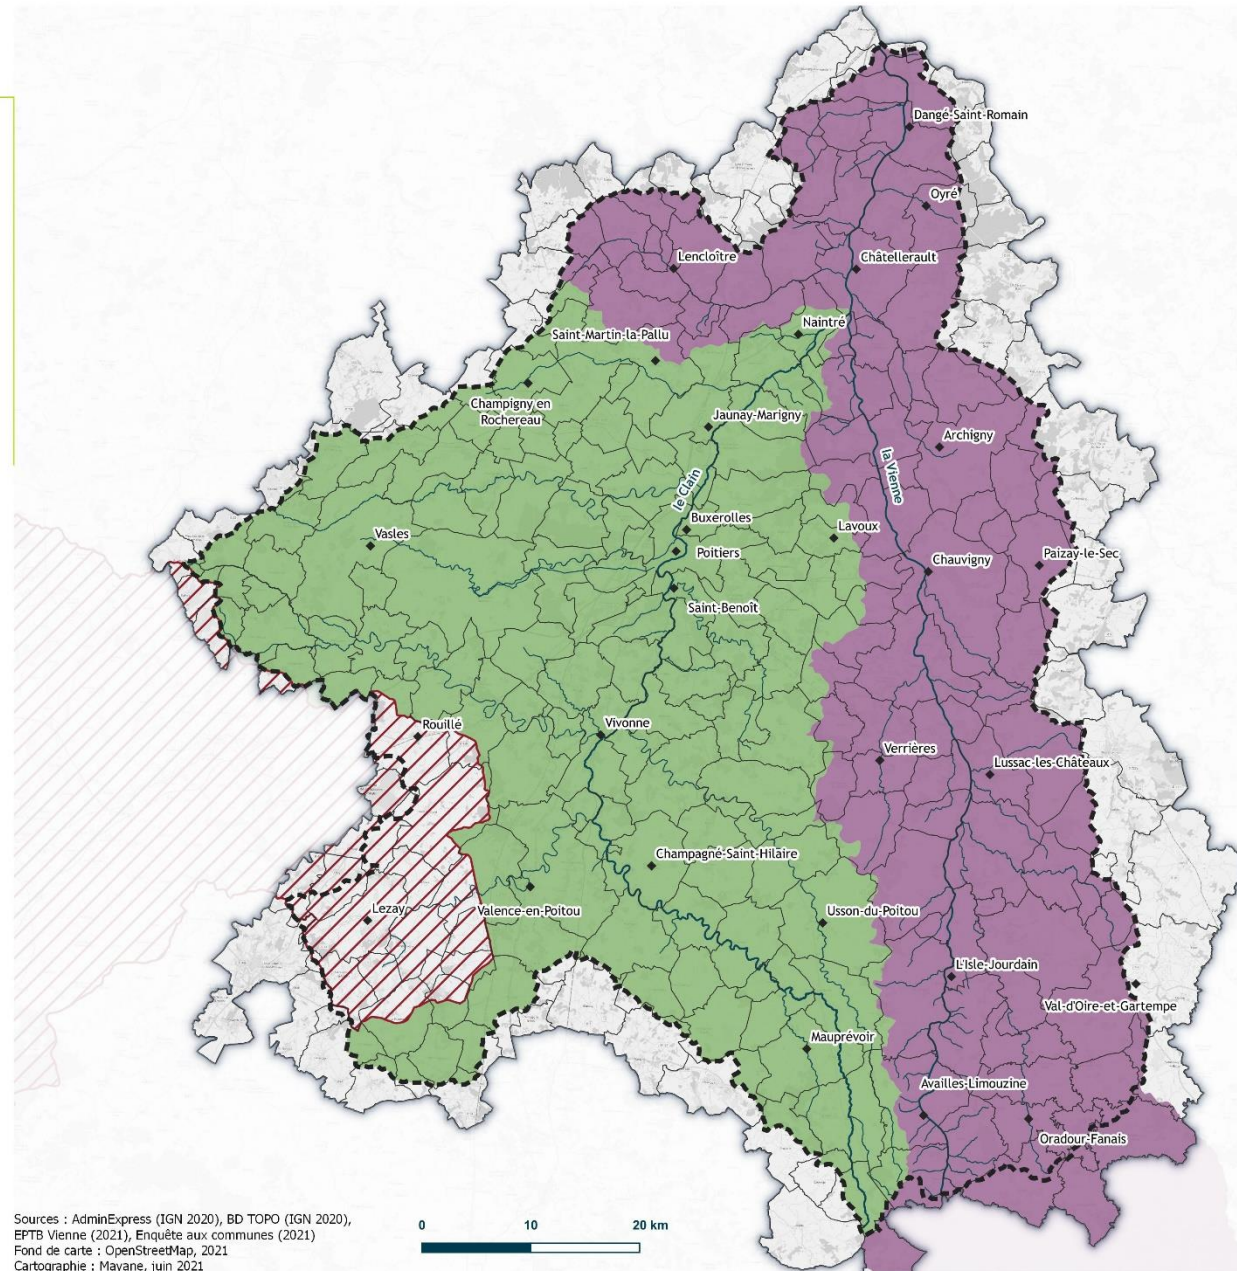 Dangé-Saint-Romain
Oyré
Lencloître
Châtellerault
Naintré
Saint-Martin-la-Pallu
Champigny en
Rochereau
Jaunay-Marigny
Archigny
le Clain
la Vienne
Buxerolles
Lavoux
Vasles
Poitiers
Chauvigny
Paizay-le-Sec
Saint-Benoît
Rouillé
Vivonne
Verrières
Lussac-les-Châteaux
Champagné-Saint-Hilaire
Lezay
Valence-en-Poitou
Usson-du-Poitou
L'Isle-Jourdain
Val-d'Oire-et-Gartempe
Mauprévoir
Availles-Limouzine
Oradour-Fanais
Sources : AdminExpress (IGN 2020), BD TOPO (IGN 2020),
EPTB Vienne (2021), Enquête aux communes (2021)
Fond de carte : OpenStreetMap, 2021
Cartographie : Mayane, juin 2021
0 10 20 km